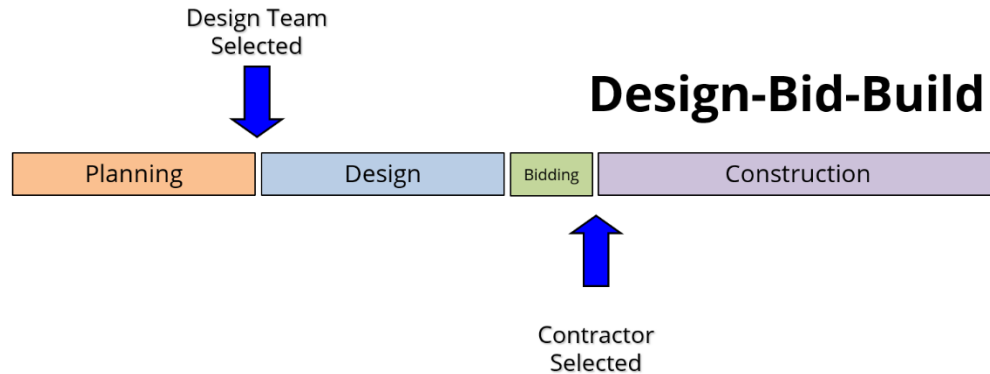 Design Team
Selected
Design-Bid-Build
Planning
Design
Bidding
Construction
Contractor
Selected